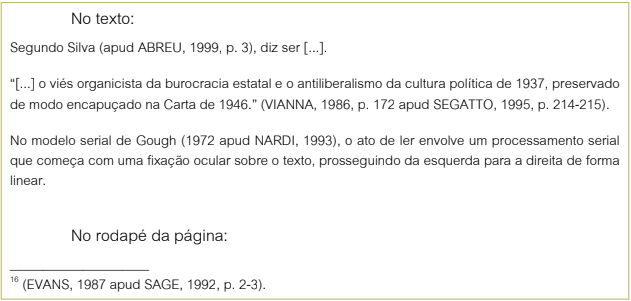 No texto:
Segundo Silva (apud ABREU, 1999, p. 3), diz ser [...].
“[...] o viés organicista da burocracia estatal e o antiliberalismo da cultura política de 1937, preservado
de modo encapuçado na Carta de 1946.” (VIANNA, 1986, p. 172 apud SEGATTO, 1995, p. 214-215).
No modelo serial de Gough (1972 apud NARDI, 1993), o ato de ler envolve um processamento serial
que começa com uma fixação ocular sobre o texto, prosseguindo da esquerda para a direita de forma
linear.
No rodapé da página:
16 (EVANS, 1987 apud SAGE, 1992, p. 2-3).